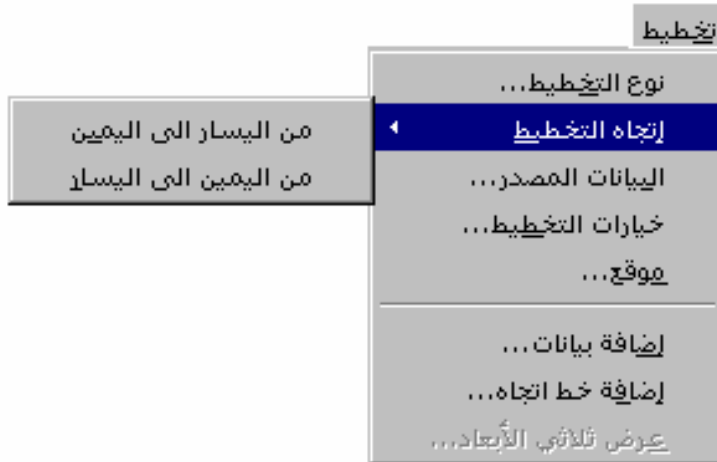 تخطيط
نوع التخطيط...
إتجاه التخطيط
من اليسار الى اليمين
من اليمين الى اليسار
البيانات المصدر...
خيارات التخطيط...
موقع...
إضافة بيانات...
إضافة خط اتجاه...
عرض ثلاثي الأبعاد...